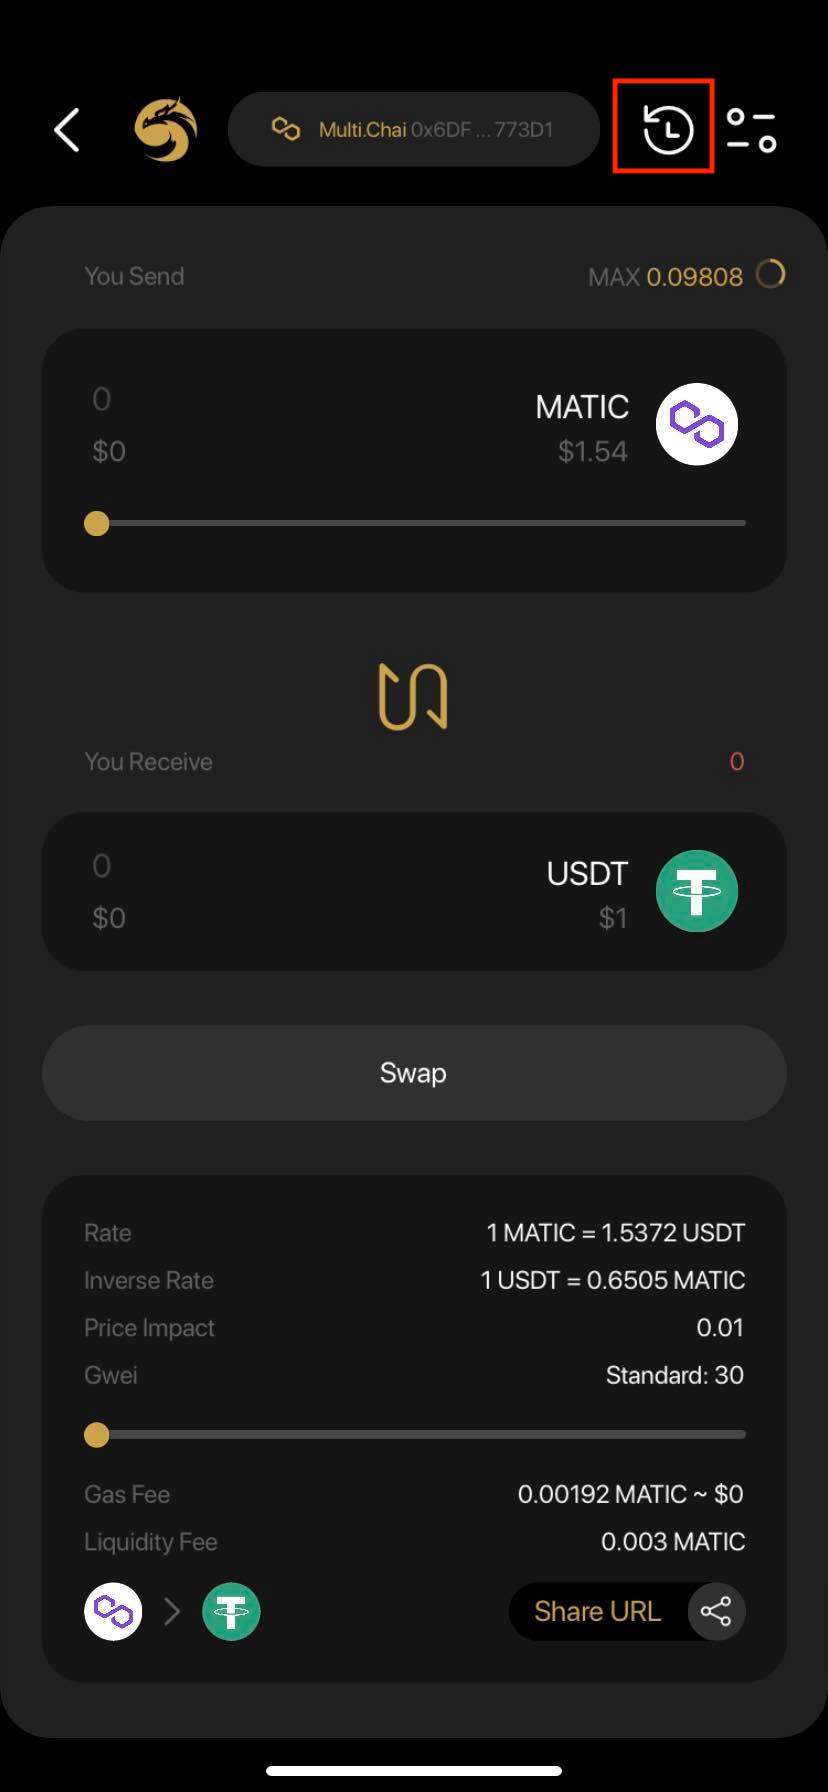 Multi.Chai 0x6DF ... 773D1
You Send
MAX 0.09808
0
MATIC
$0
$1.54
You Receive
0
0
USDT
$0
$1
Swap
Rate
1 MATIC = 1.5372 USDT
Inverse Rate
1 USDT = 0.6505 MATIC
Price Impact
0.01
Gwei
Standard: 30
Gas Fee
0.00192 MATIC ~ $0
Liquidity Fee
0.003 MATIC
Share URL